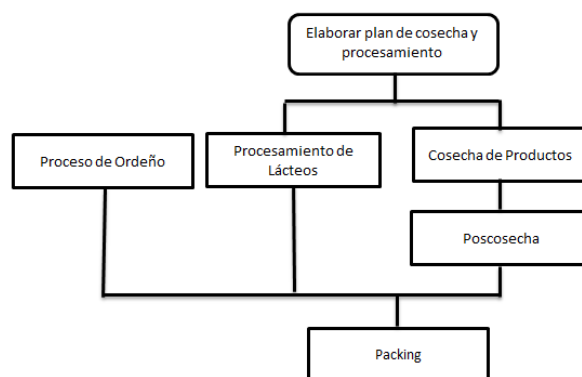 Elaborar plan de cosecha y
procesamiento
Proceso de Ordeño
Procesamiento de
Lácteos
Cosecha de Productos
Poscosecha
Packing